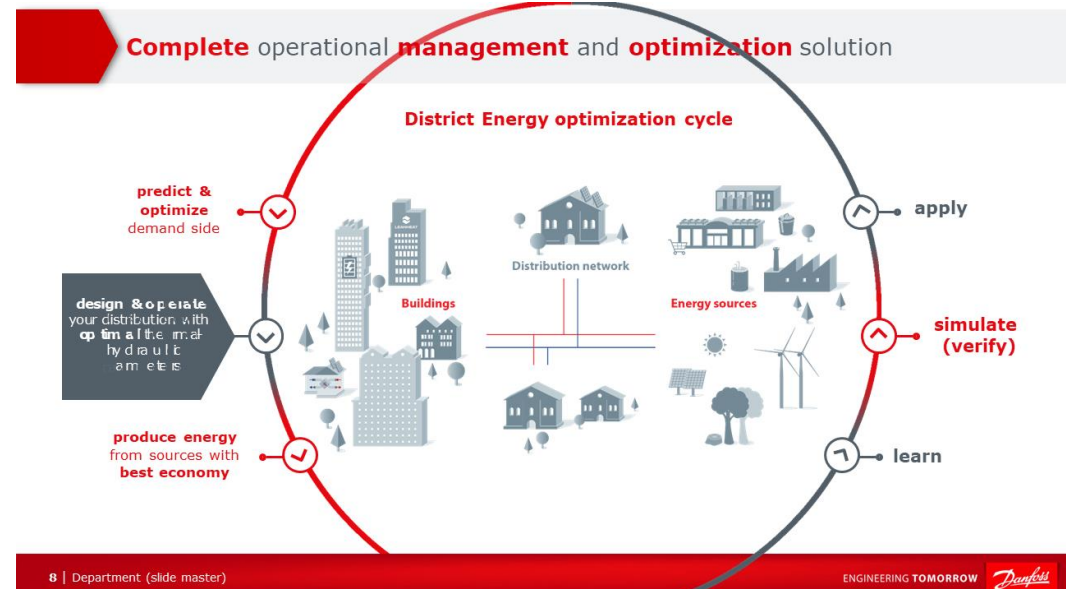 Complete operational management and optimization solution
District Energy optimization cycle
predict &
optimize
demand side
design & operate
your distribution with
optimal thermal-
hydraulic
ameters
produce energy
from sources with
best economy
Buildings
Distribution network
Energy sources
apply
simulate
(verify)
learn
8 | Department (slide master)
ENGINEERING TOMORROW
Danfoss